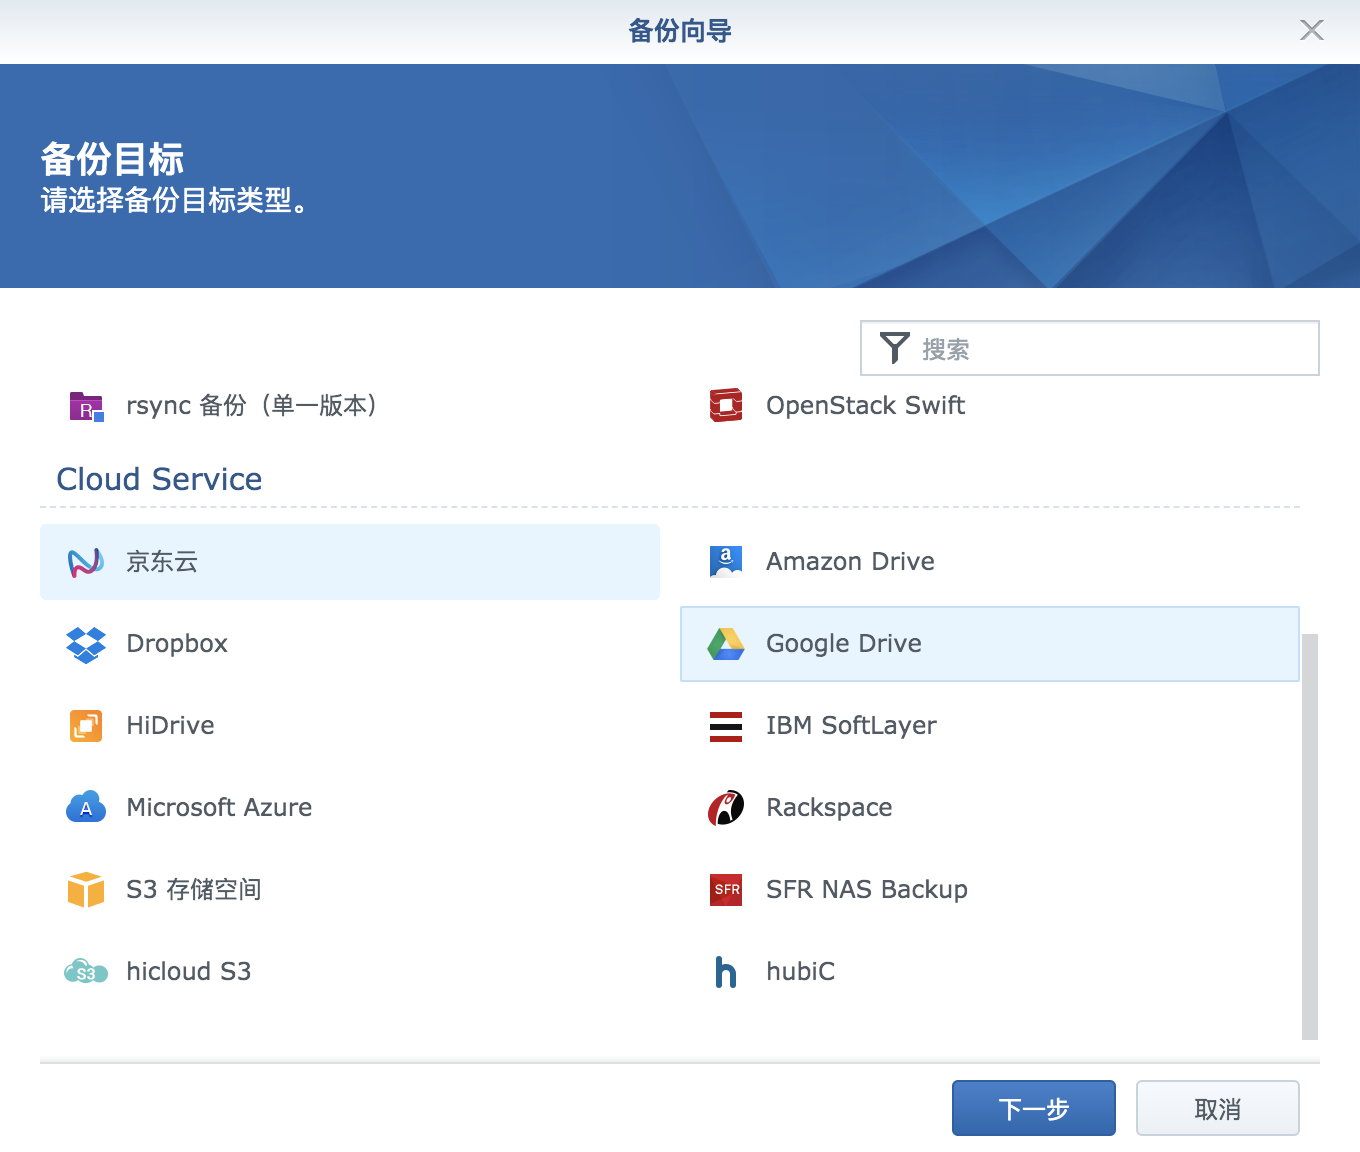 备份向导
备份目标
请选择备份目标类型。
搜索
R rsync 备份（单一版本）
OpenStack Swift
Cloud Service
京东云
a Amazon Drive
Dropbox
Google Drive
HiDrive
IBM SoftLayer
A Microsoft Azure
Rackspace
S3 存储空间
SFR SFR NAS Backup
S3 hicloud S3
h hubiC
下一步
取消